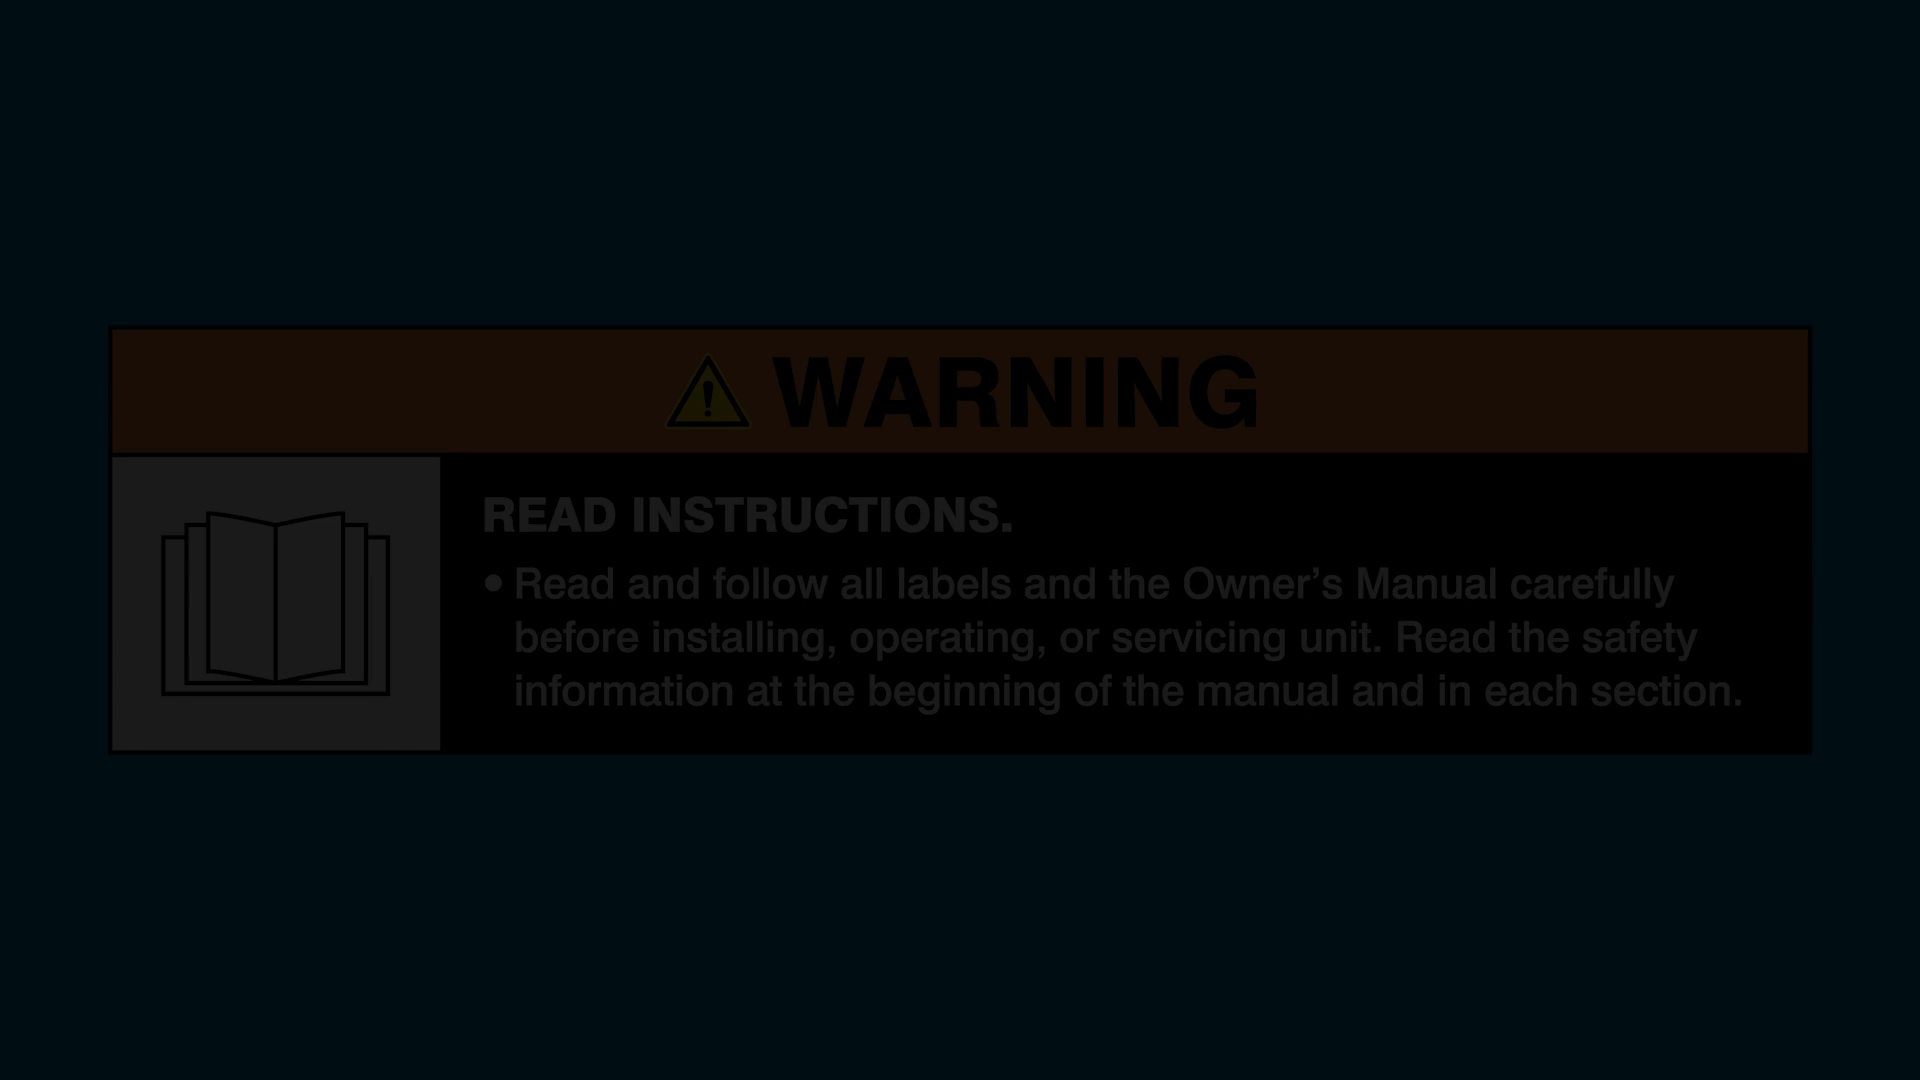 WARNING
READ INSTRUCTIONS.
• Read and follow all labels and the Owner’s Manual carefully
before installing, operating, or servicing unit. Read the safety
information at the beginning of the manual and in each section.